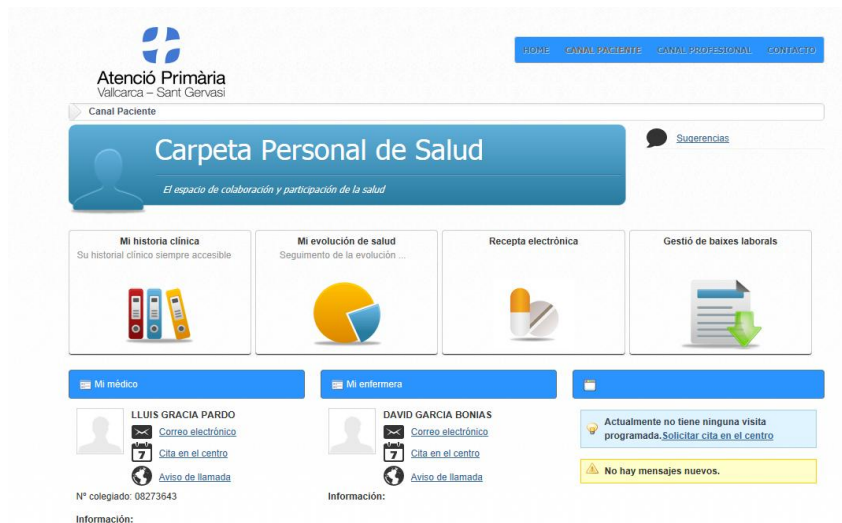 Atenció Primària
Vallcarca – Sant Gervasi
HOME CANAL PACIENTE CANAL PROFESIONAL CONTACTO
Canal Paciente
Carpeta Personal de Salud
El espacio de colaboración y participación de la salud
Sugerencias
Mi historia clínica
Su historial clínico siempre accesible
Mi evolución de salud
Seguimento de la evolución ...
Recepta electrónica
Gestió de baixes laborals
Mi médico
LLUIS GRACIA PARDO
Correo electrónico
7 Cita en el centro
Aviso de llamada
Nº colegiado: 08273643
Información:
Mi enfermera
DAVID GARCIA BONIAS
Correo electrónico
7 Cita en el centro
Aviso de llamada
Información:
Actualmente no tiene ninguna visita
programada. Solicitar cita en el centro
No hay mensajes nuevos.